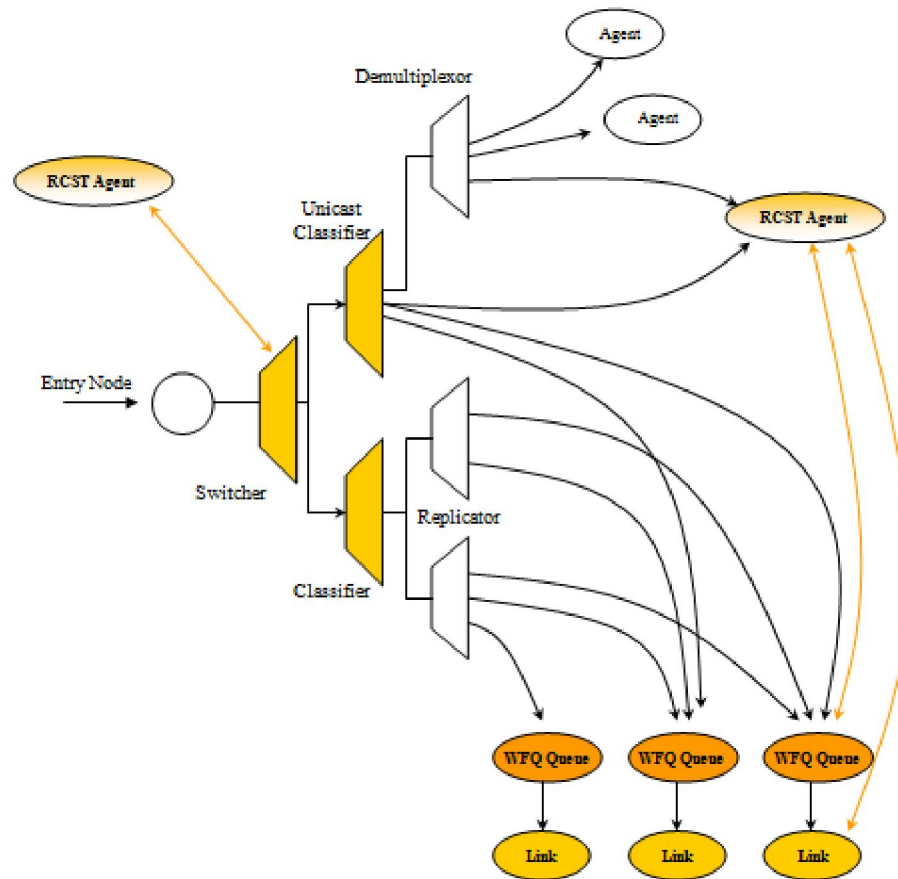 Agent
Demultiplexor
Agent
RCST Agent
Unicast
Classifier
RCST Agent
Entry Node
Switcher
Replicator
Classifier
WFQ Queue
WFQ Queue
WFQ Queue
Link
Link
Link